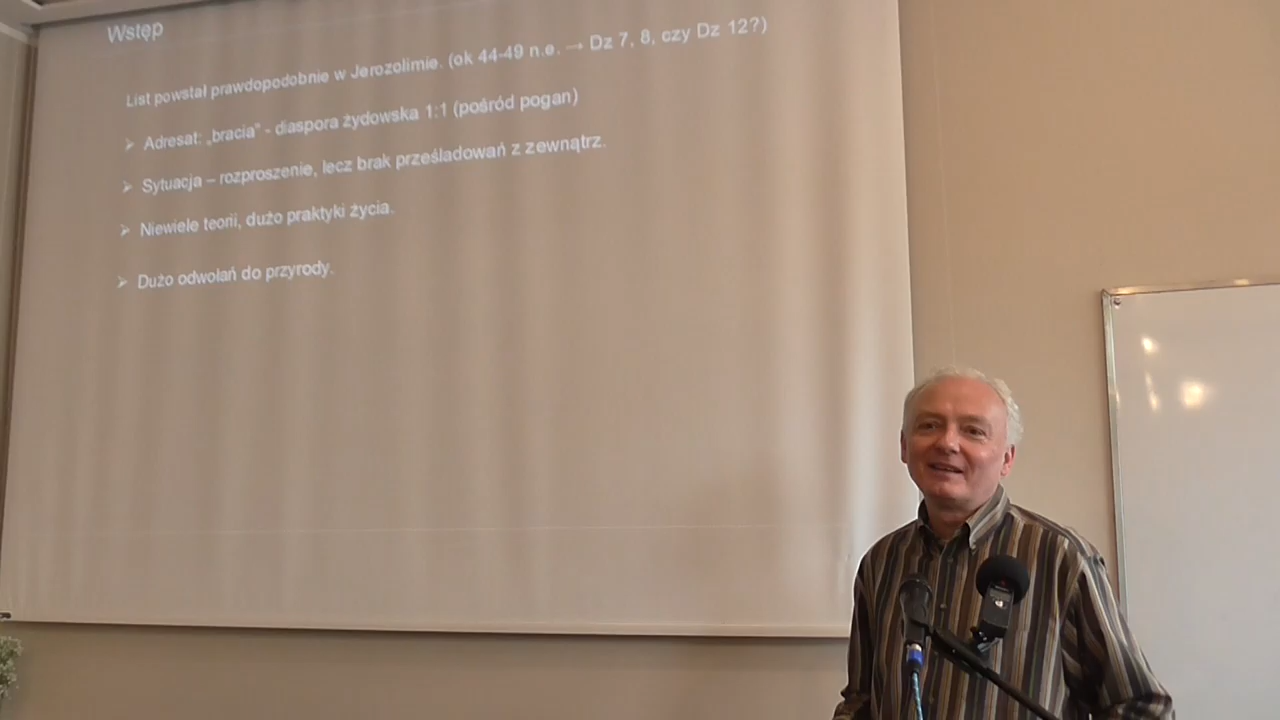 Wstęp
List powstał prawdopodobnie w Jerozolimie. (ok 44-49 n.e. → Dz 7, 8, czy Dz 12?)
➢ Adresat: „bracia” - diaspora żydowska 1:1 (pośród pogan)
➢ Sytuacja – rozproszenie, lecz brak prześladowań z zewnątrz.
➢ Niewiele teorii, dużo praktyki życia.
➢ Dużo odwołań do przyrody.